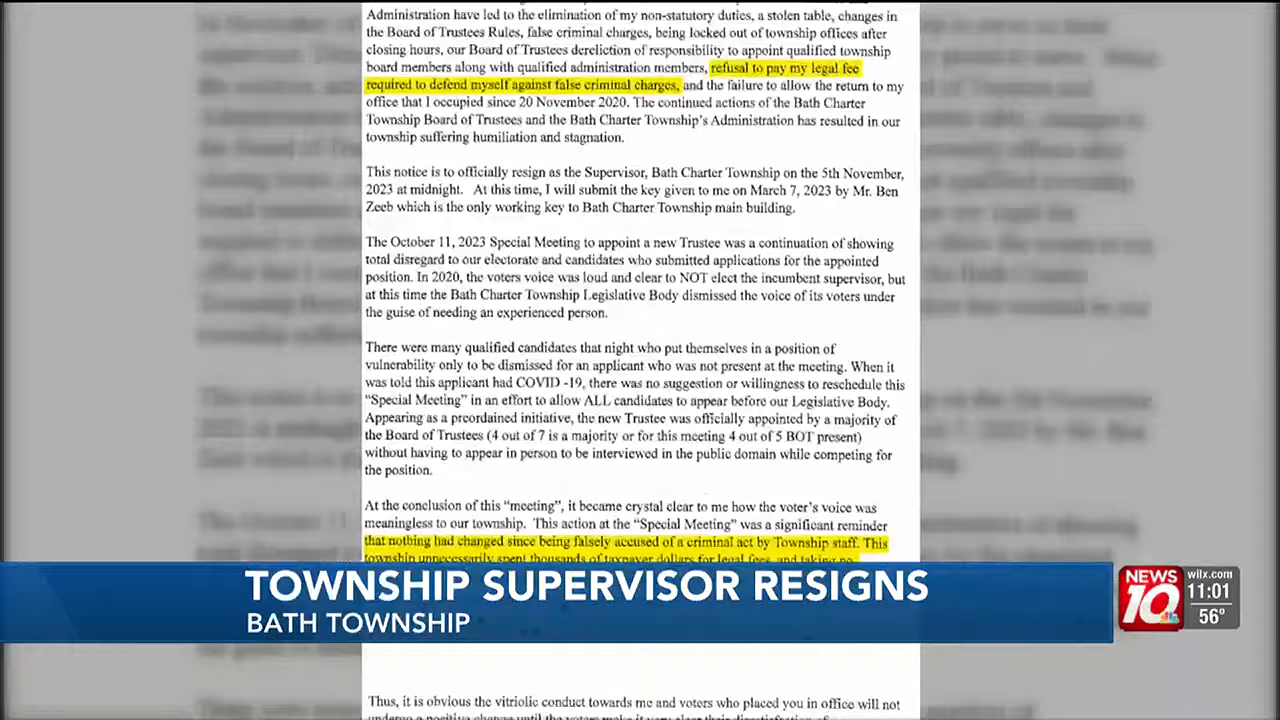 Administration have led to the elimination of my non-statutory duties, a stolen table, changes in
the Board of Trustees Rules, false criminal charges, being locked out of township offices after
closing hours, our Board of Trustees dereliction of responsibility to appoint qualified township
board members along with qualified administration members, refusal to pay my legal fee
required to defend myself against false criminal charges, and the failure to allow the return to my
office that I occupied since 20 November 2020. The continued actions of the Bath Charter
Township Board of Trustees and the Bath Charter Township's Administration has resulted in our
township suffering humiliation and stagnation.
This notice is to officially resign as the Supervisor, Bath Charter Township on the 5th November,
2023 at midnight. At this time, I will submit the key given to me on March 7, 2023 by Mr. Ben
Zeeb which is the only working key to Bath Charter Township main building.
The October 11, 2023 Special Meeting to appoint a new Trustee was a continuation of showing
total disregard to our electorate and candidates who submitted applications for the appointed
position. In 2020, the voters voice was loud and clear to NOT elect the incumbent supervisor, but
at this time the Bath Charter Township Legislative Body dismissed the voice of its voters under
the guise of needing an experienced person.
There were many qualified candidates that night who put themselves in a position of
vulnerability only to be dismissed for an applicant who was not present at the meeting. When it
was told this applicant had COVID -19, there was no suggestion or willingness to reschedule this
“Special Meeting” in an effort to allow ALL candidates to appear before our Legislative Body.
Appearing as a preordained initiative, the new Trustee was officially appointed by a majority of
the Board of Trustees (4 out of 7 is a majority or for this meeting 4 out of 5 BOT present)
without having to appear in person to be interviewed in the public domain while competing for
the position.
At the conclusion of this “meeting”, it became crystal clear to me how the voter's voice was
meaningless to our township. This action at the “Special Meeting” was a significant reminder
that nothing had changed since being falsely accused of a criminal act by Township staff. This
township unnecessarily spent thousands of taxpayer dollars for legal fees, and taking no
TOWNSHIP SUPERVISOR RESIGNS
BATH TOWNSHIP
NEWS
10
wilx.com
11:01
56°
Thus, it is obvious the vitriolic conduct towards me and voters who placed you in office will not